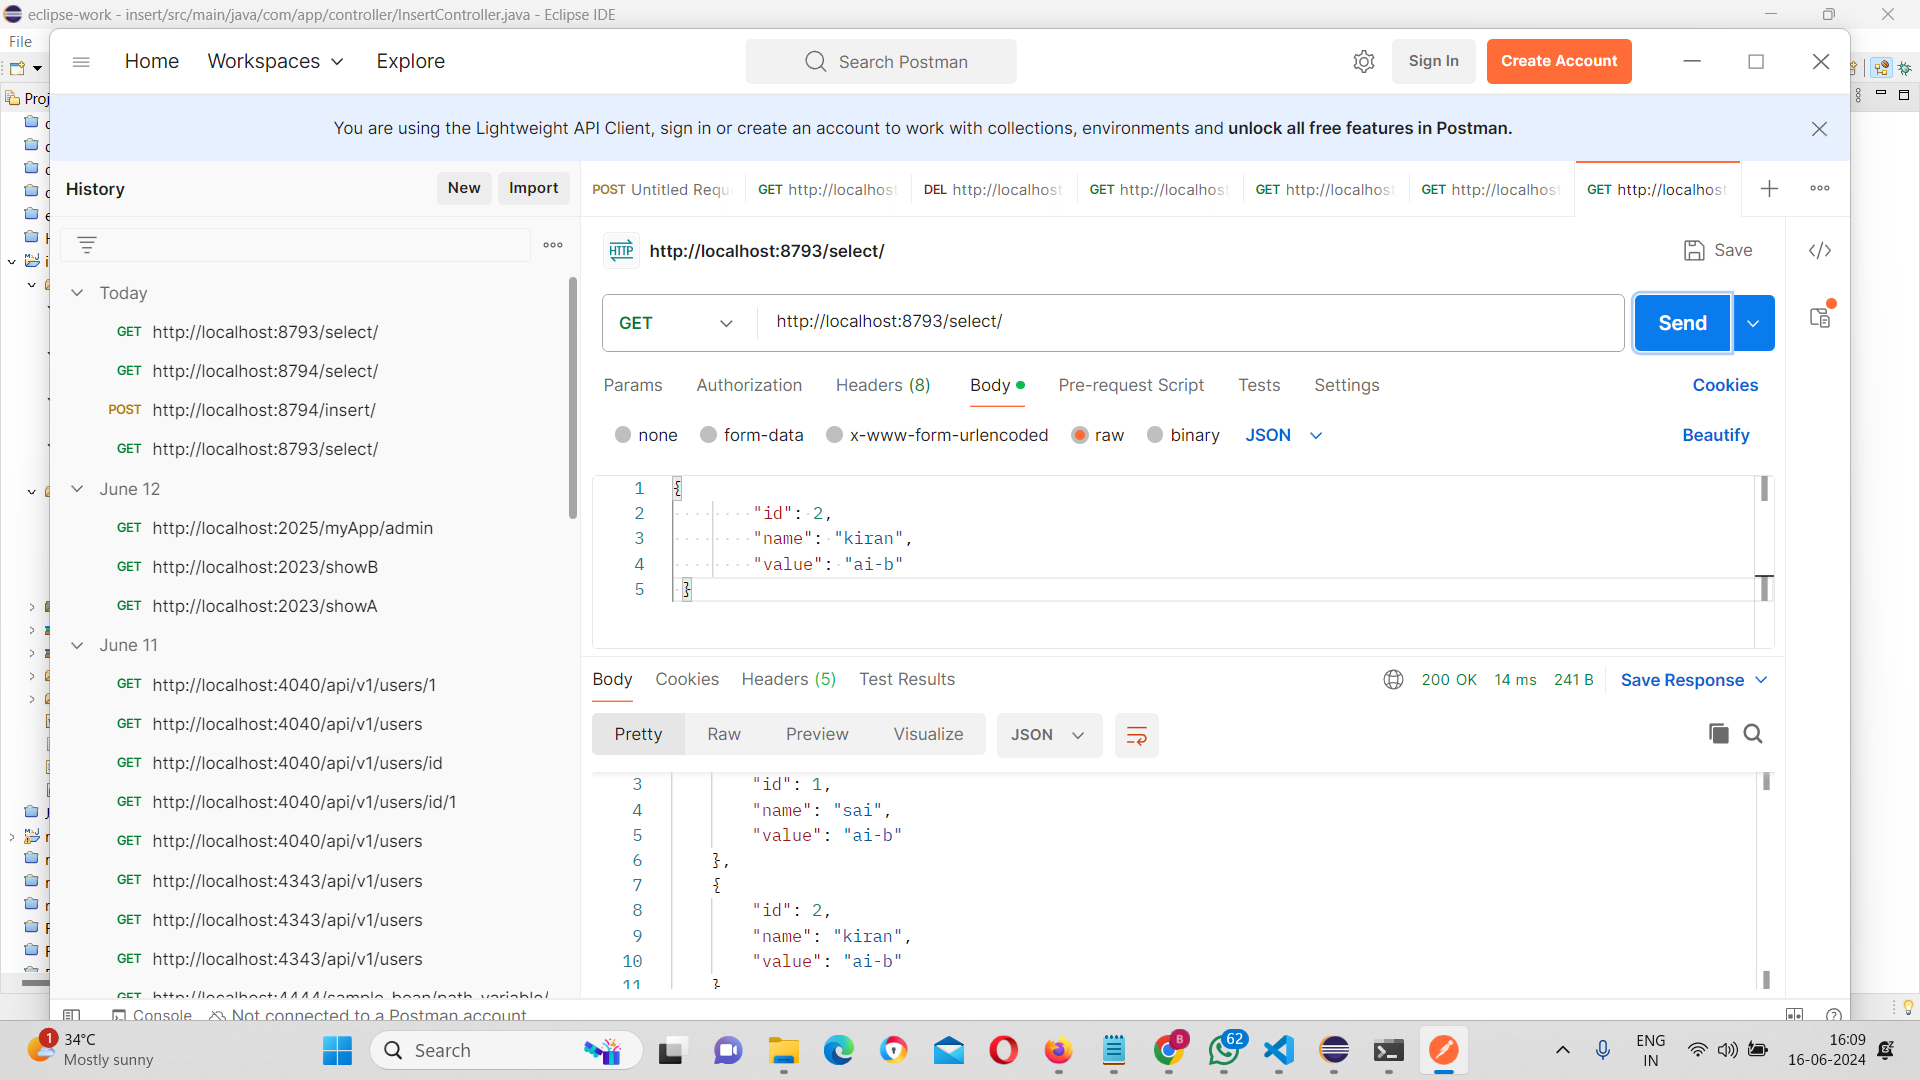 eclipse-work - insert/src/main/java/com/app/controller/InsertController.java - Eclipse IDE
File
Home
Workspaces
Explore
Search Postman
Sign In
Create Account
You are using the Lightweight API Client, sign in or create an account to work with collections, environments and unlock all free features in Postman.
History
New
Import
POST Untitled Requ
GET http://localhost
DEL http://localhost
GET http://localhost
GET http://localhost
GET http://localhost
GET http://localhost
HTTP http://localhost:8793/select/
Save
GET
http://localhost:8793/select/
Send
Params
Authorization
Headers (8)
Body
Pre-request Script
Tests
Settings
Cookies
none
form-data
x-www-form-urlencoded
raw
binary
JSON
Beautify
1 {
2 "id": 2,
3 "name": "kiran",
4 "value": "ai-b"
5 }
Today
GET http://localhost:8793/select/
GET http://localhost:8794/select/
POST http://localhost:8794/insert/
GET http://localhost:8793/select/
June 12
GET http://localhost:2025/myApp/admin
GET http://localhost:2023/showB
GET http://localhost:2023/showA
June 11
GET http://localhost:4040/api/v1/users/1
GET http://localhost:4040/api/v1/users
GET http://localhost:4040/api/v1/users/id
GET http://localhost:4040/api/v1/users/id/1
GET http://localhost:4040/api/v1/users
GET http://localhost:4343/api/v1/users
GET http://localhost:4343/api/v1/users
GET http://localhost:4343/api/v1/users
GET http://localhost:4444/sample_bean/path_variable/
Body
Cookies
Headers (5)
Test Results
200 OK
14 ms
241 B
Save Response
Pretty
Raw
Preview
Visualize
JSON
3 "id": 1,
4 "name": "sai",
5 "value": "ai-b"
6 },
7 {
8 "id": 2,
9 "name": "kiran",
10 "value": "ai-b"
11 }
Console
Not connected to a Postman account
1
34°C
Mostly sunny
Search
B
62
ENG
IN
16:09
16-06-2024